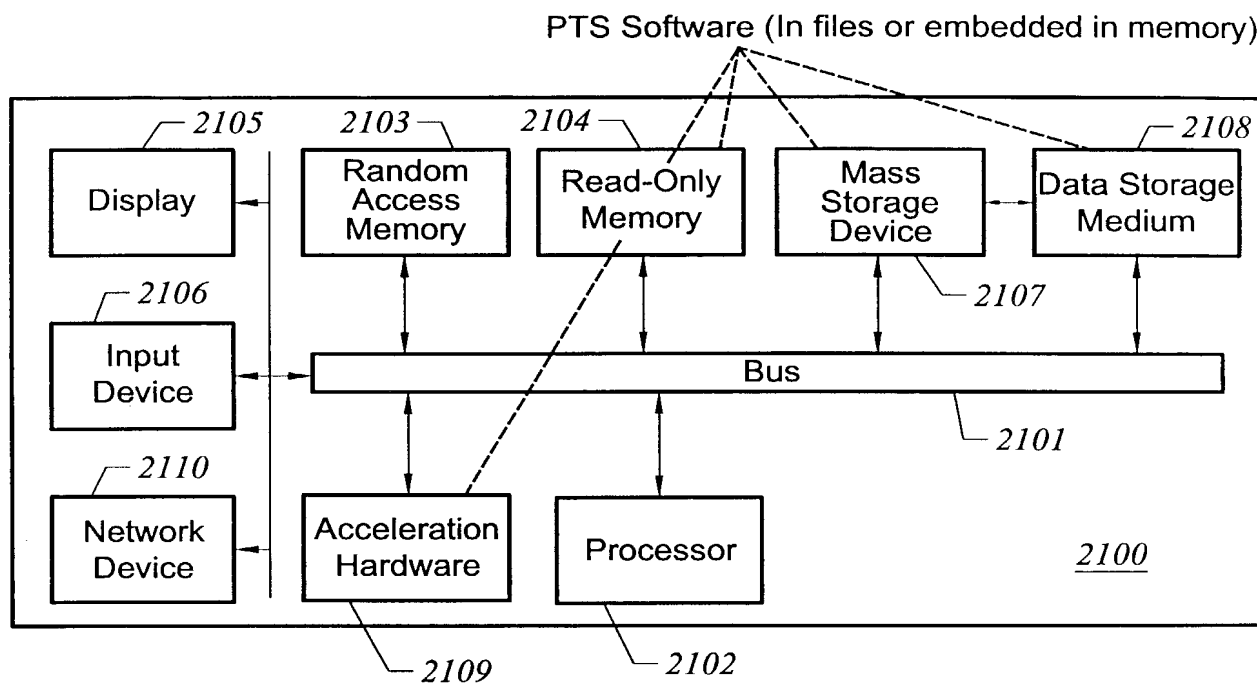 PTS Software (In files or embedded in memory)
2105
2103
2104
2108
Display
Random
Access
Memory
Read-Only
Memory
Mass
Storage
Device
Data Storage
Medium
2106
2107
Input
Device
Bus
2101
2110
Network
Device
Acceleration
Hardware
Processor
2100
2109
2102